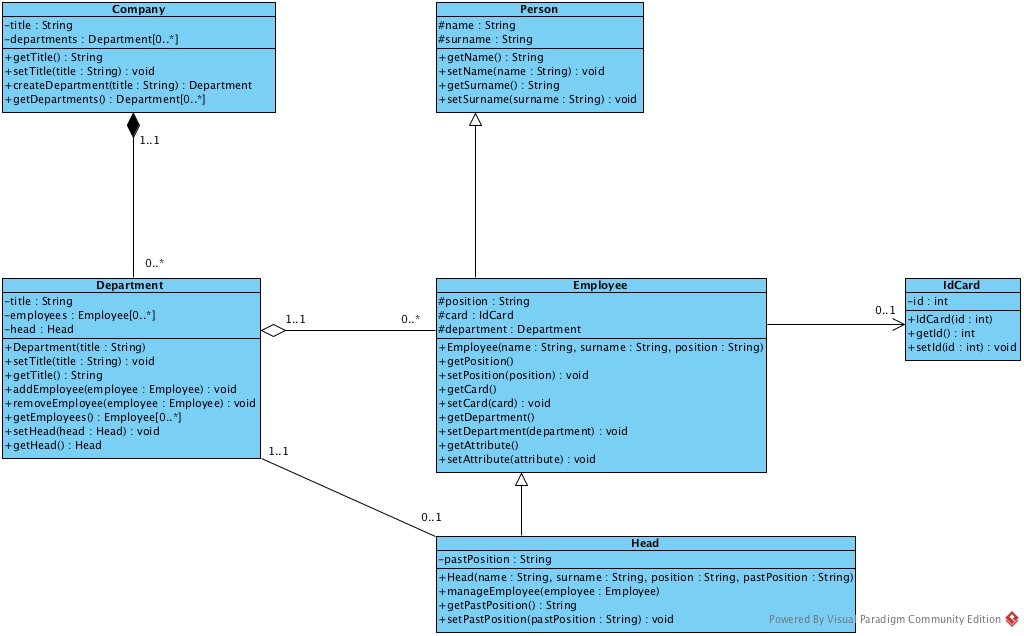 Company
-title : String
-departments : Department[0..*]
+getTitle() : String
+setTitle(title : String) : void
+createDepartment(title : String) : Department
+getDepartments() : Department[0..*]
Person
#name : String
#surname : String
+getName() : String
+setName(name : String) : void
+getSurname() : String
+setSurname(surname : String) : void
1..1
0..*
Department
-title : String
-employees : Employee[0..*]
-head : Head
+Department(title : String)
+setTitle(title : String) : void
+getTitle() : String
+addEmployee(employee : Employee) : void
+removeEmployee(employee : Employee) : void
+getEmployees() : Employee[0..*]
+setHead(head : Head) : void
+getHead() : Head
1..1
0..*
Employee
#position : String
#card : IdCard
#department : Department
+Employee(name : String, surname : String, position : String)
+getPosition()
+setPosition(position) : void
+getCard()
+setCard(card) : void
+getDepartment()
+setDepartment(department) : void
+getAttribute()
+setAttribute(attribute) : void
0..1
IdCard
-id : int
+IdCard(id : int)
+getId() : int
+setId(id : int) : void
1..1
0..1
Head
-pastPosition : String
+Head(name : String, surname : String, position : String, pastPosition : String)
+manageEmployee(employee : Employee)
+getPastPosition() : String
+setPastPosition(pastPosition : String) : void
Powered By Visual Paradigm Community Edition